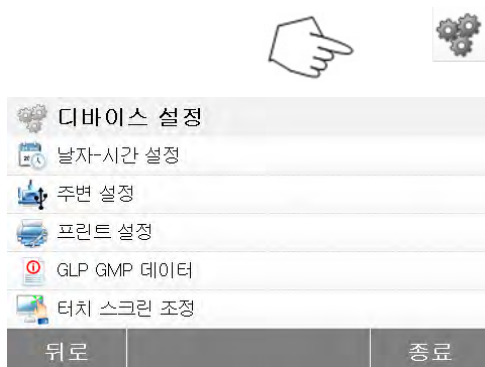 디바이스 설정
날자-시간 설정
주변 설정
프린트 설정
GLP GMP 데이터
터치 스크린 조정
뒤로 종료